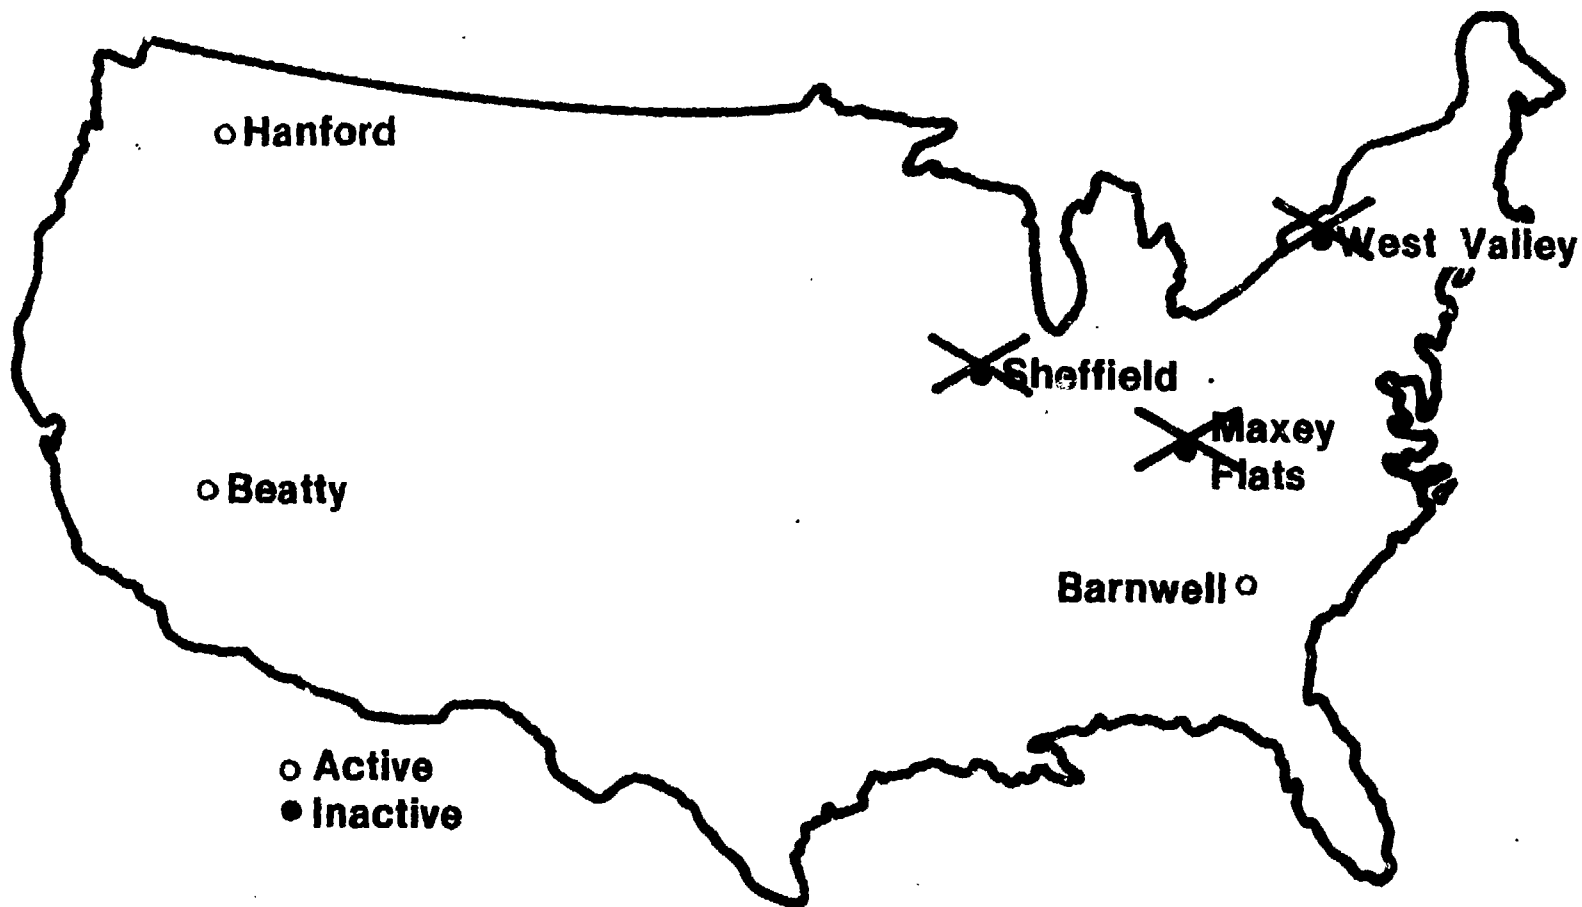 Hanford
West Valley
Sheffield
Maxey
Flats
Beatty
Barnwell
Active
Inactive